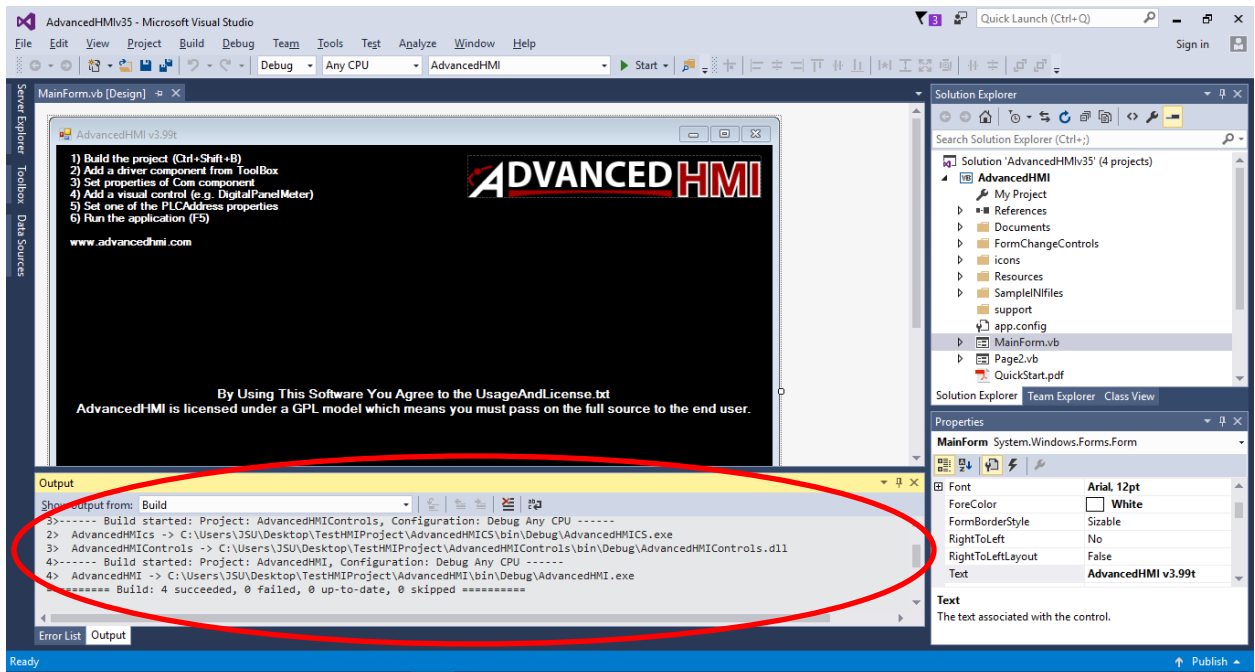 AdvancedHMIv35 - Microsoft Visual Studio
3
Quick Launch (Ctrl+Q)
File Edit View Project Build Debug Team Tools Test Analyze Window Help
Sign in
Debug Any CPU AdvancedHMI Start
Server Explorer
Toolbox
Data Sources
MainForm.vb [Design]
AdvancedHMI v3.99t
1) Build the project (Ctrl+Shift+B)
2) Add a driver component from ToolBox
3) Set properties of Com component
4) Add a visual control (e.g. DigitalPanelMeter)
5) Set one of the PLCAddress properties
6) Run the application (F5)
www.advancedhmi.com
ADVANCED HMI
By Using This Software You Agree to the UsageAndLicense.txt
AdvancedHMI is licensed under a GPL model which means you must pass on the full source to the end user.
Output
Show output from: Build
3>------ Build started: Project: AdvancedHMIControls, Configuration: Debug Any CPU ------
2> AdvancedHMIcs -> C:\Users\JSU\Desktop\TestHMIProject\AdvancedHMICS\bin\Debug\AdvancedHMICS.exe
3> AdvancedHMIControls -> C:\Users\JSU\Desktop\TestHMIProject\AdvancedHMIControls\bin\Debug\AdvancedHMIControls.dll
4>------ Build started: Project: AdvancedHMI, Configuration: Debug Any CPU ------
4> AdvancedHMI -> C:\Users\JSU\Desktop\TestHMIProject\AdvancedHMI\bin\Debug\AdvancedHMI.exe
========== Build: 4 succeeded, 0 failed, 0 up-to-date, 0 skipped ==========
Error List Output
Solution Explorer
Search Solution Explorer (Ctrl+;)
Solution 'AdvancedHMIv35' (4 projects)
VB AdvancedHMI
My Project
References
Documents
FormChangeControls
icons
Resources
SampleINIfiles
support
app.config
MainForm.vb
Page2.vb
QuickStart.pdf
Solution Explorer Team Explorer Class View
Properties
MainForm System.Windows.Forms.Form
Font Arial, 12pt
ForeColor White
FormBorderStyle Sizable
RightToLeft No
RightToLeftLayout False
Text AdvancedHMI v3.99t
Text
The text associated with the control.
Ready
Publish